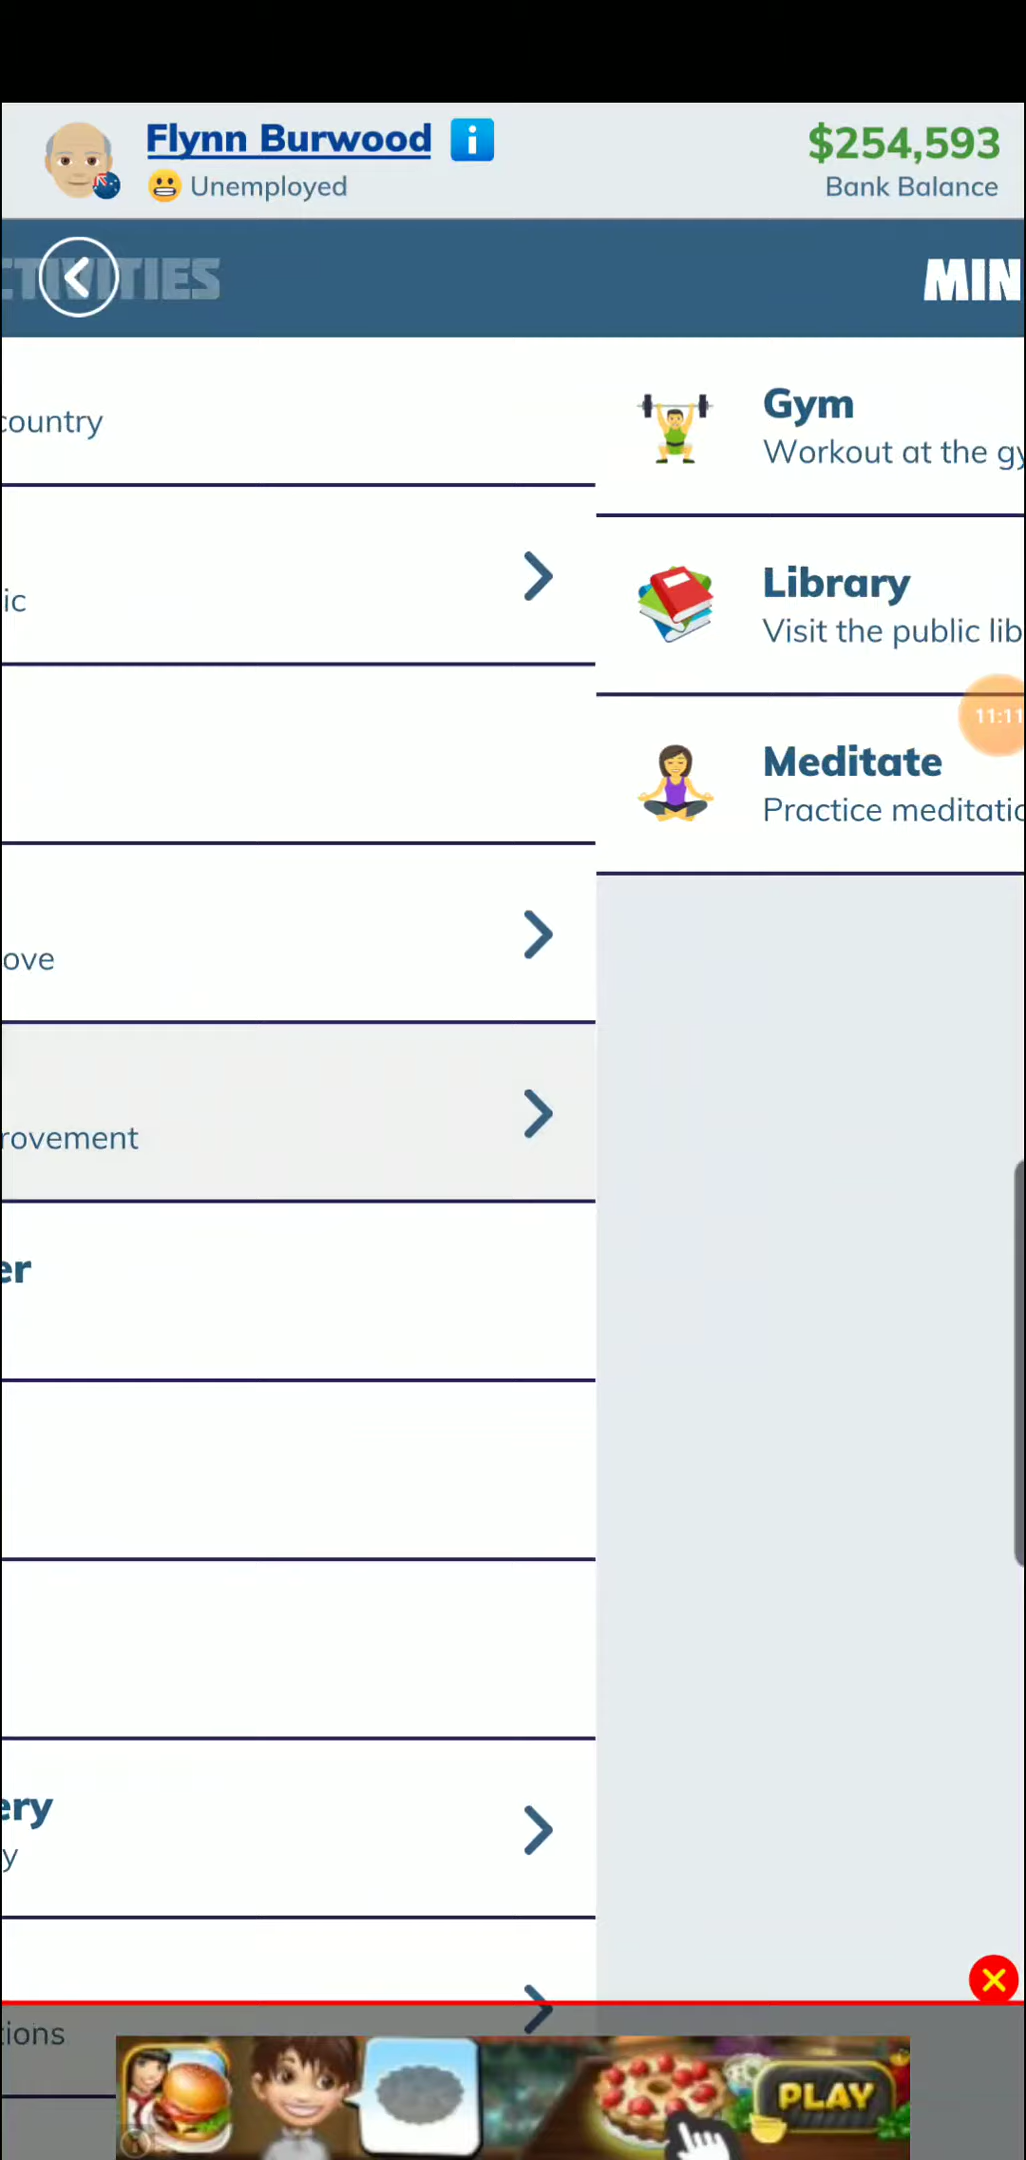 Flynn Burwood
$254,593
Unemployed
Bank Balance
CTIVITIES
MIN
country
Gym
Workout at the gy
ic
Library
Visit the public lib
11:11
Meditate
Practice meditatic
ove
rovement
er
ery
y
ions
PLAY